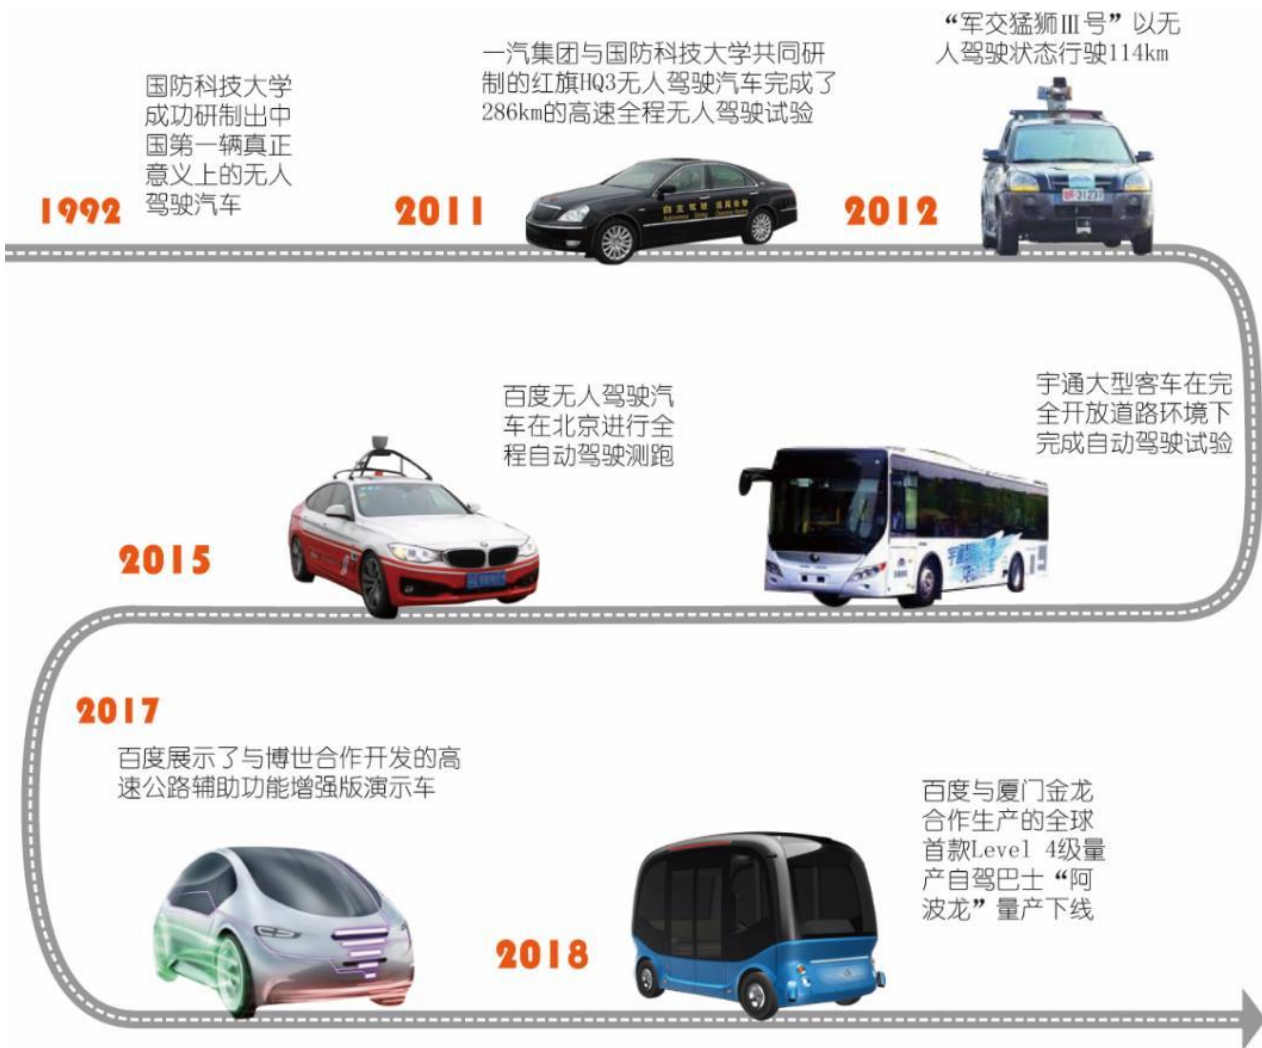 1992
国防科技大学
成功研制出中
国第一辆真正
意义上的无人
驾驶汽车
2011
一汽集团与国防科技大学共同研
制的红旗HQ3无人驾驶汽车完成了
286km的高速全程无人驾驶试验
自主驾驶
2012
“军交猛狮Ⅲ号”以无
人驾驶状态行驶114km
宇通大型客车在完
全开放道路环境下
完成自动驾驶试验
2015
百度无人驾驶汽
车在北京进行全
程自动驾驶测跑
2017
百度展示了与博世合作开发的高
速公路辅助功能增强版演示车
2018
百度与厦门金龙
合作生产的全球
首款Level 4级量
产自驾巴士“阿
波龙”量产下线